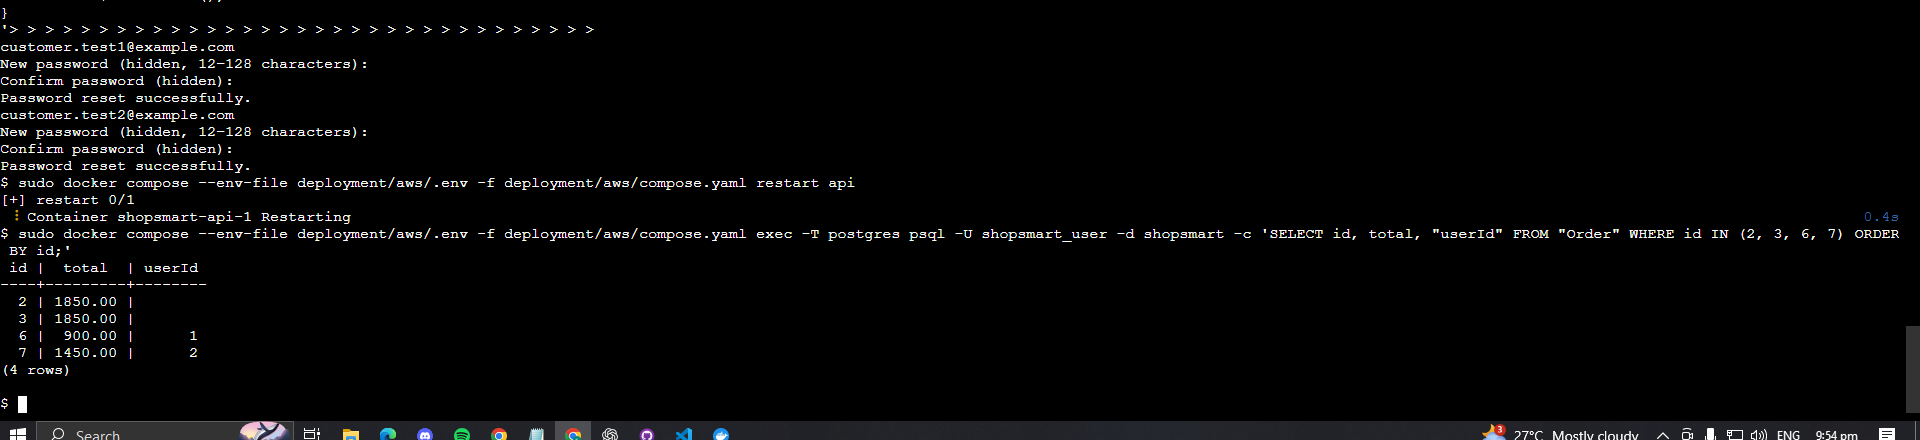 }
'> > > > > > > > > > > > > > > > > > > > > > > > > > > > > > > > > >
customer.test1@example.com
New password (hidden, 12-128 characters):
Confirm password (hidden):
Password reset successfully.
customer.test2@example.com
New password (hidden, 12-128 characters):
Confirm password (hidden):
Password reset successfully.
$ sudo docker compose --env-file deployment/aws/.env -f deployment/aws/compose.yaml restart api
[+] restart 0/1
⠸ Container shopsmart-api-1 Restarting 0.4s
$ sudo docker compose --env-file deployment/aws/.env -f deployment/aws/compose.yaml exec -T postgres psql -U shopsmart_user -d shopsmart -c 'SELECT id, total, "userId" FROM "Order" WHERE id IN (2, 3, 6, 7) ORDER
 BY id;'
 id |  total  | userId
----+---------+--------
  2 | 1850.00 |
  3 | 1850.00 |
  6 |  900.00 |      1
  7 | 1450.00 |      2
(4 rows)
$
Search
3
27°C Mostly cloudy
ENG
9:54 pm